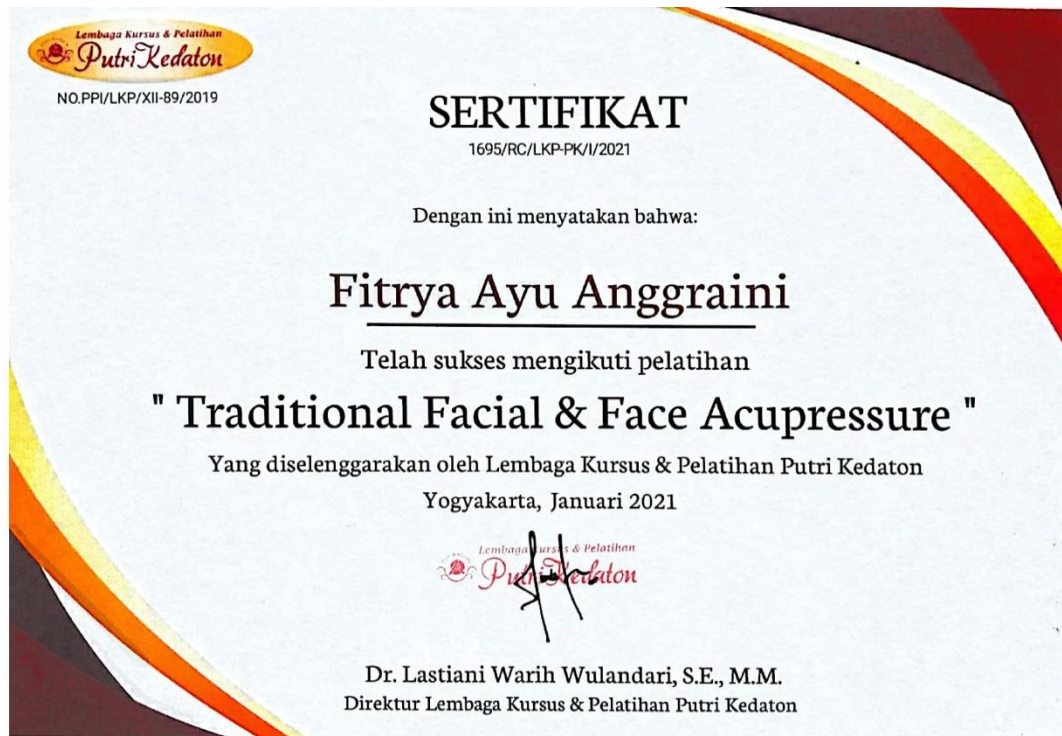 Lembaga Kursus & Pelatihan
Putri Kedaton
NO.PPI/LKP/XII-89/2019
SERTIFIKAT
1695/RC/LKP-PK/I/2021
Dengan ini menyatakan bahwa:
Fitrya Ayu Anggraini
Telah sukses mengikuti pelatihan
" Traditional Facial & Face Acupressure "
Yang diselenggarakan oleh Lembaga Kursus & Pelatihan Putri Kedaton
Yogyakarta, Januari 2021
Lembaga Kursus & Pelatihan
Putri Kedaton
Dr. Lastiani Warih Wulandari, S.E., M.M.
Direktur Lembaga Kursus & Pelatihan Putri Kedaton